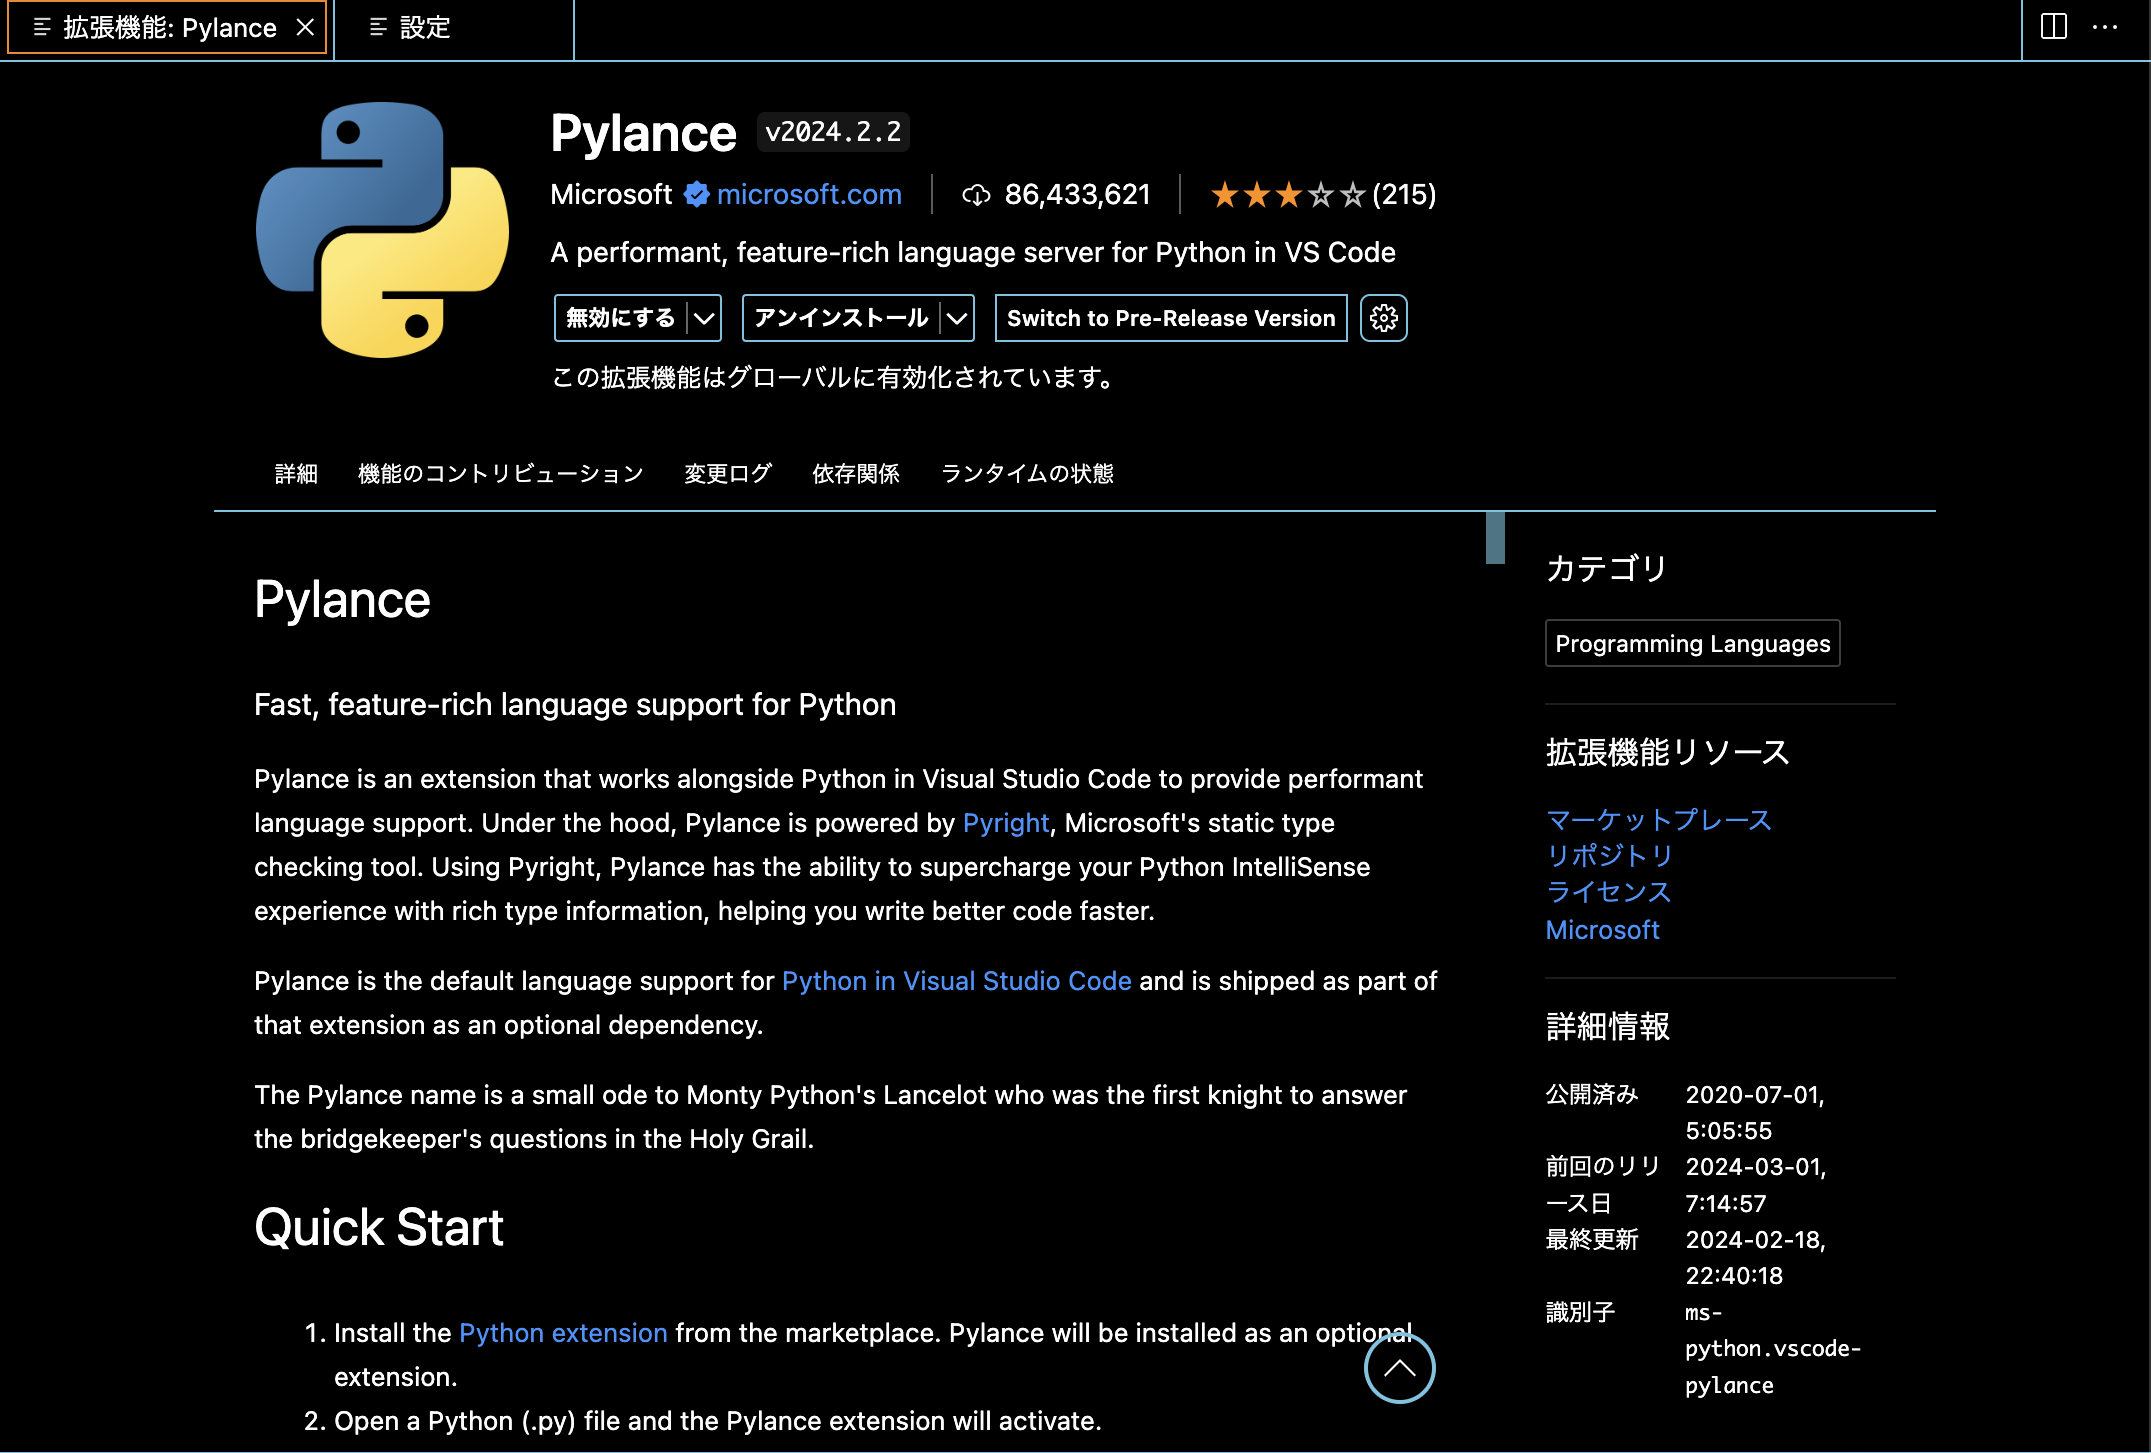 拡張機能: Pylance
設定
Pylance v2024.2.2
Microsoft microsoft.com 86,433,621 (215)
A performant, feature-rich language server for Python in VS Code
無効にする アンインストール Switch to Pre-Release Version
この拡張機能はグローバルに有効化されています。
詳細 機能のコントリビューション 変更ログ 依存関係 ランタイムの状態
Pylance
Fast, feature-rich language support for Python
Pylance is an extension that works alongside Python in Visual Studio Code to provide performant
language support. Under the hood, Pylance is powered by Pyright, Microsoft's static type
checking tool. Using Pyright, Pylance has the ability to supercharge your Python IntelliSense
experience with rich type information, helping you write better code faster.
Pylance is the default language support for Python in Visual Studio Code and is shipped as part of
that extension as an optional dependency.
The Pylance name is a small ode to Monty Python's Lancelot who was the first knight to answer
the bridgekeeper's questions in the Holy Grail.
Quick Start
1. Install the Python extension from the marketplace. Pylance will be installed as an optional
extension.
2. Open a Python (.py) file and the Pylance extension will activate.
カテゴリ
Programming Languages
拡張機能リソース
マーケットプレース
リポジトリ
ライセンス
Microsoft
詳細情報
公開済み 2020-07-01,
5:05:55
前回のリリ 2024-03-01,
ース日 7:14:57
最終更新 2024-02-18,
22:40:18
識別子 ms-
python.vscode-
pylance